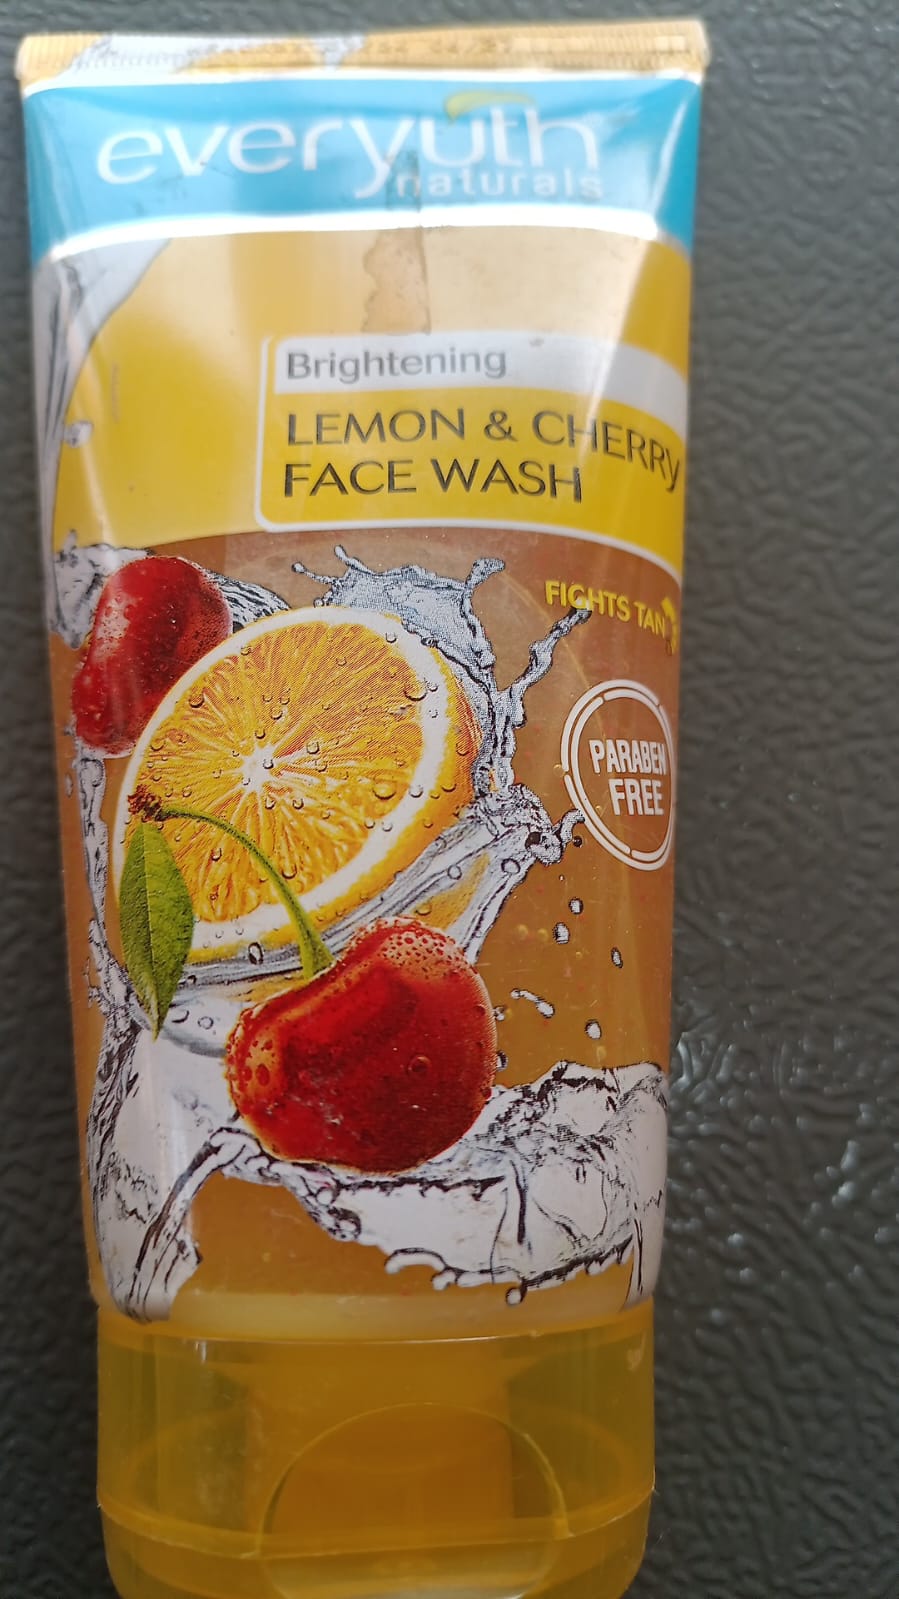 everyuth
naturals
Brightening
LEMON & CHERRY
FACE WASH
FIGHTS TAN
PARABEN
FREE